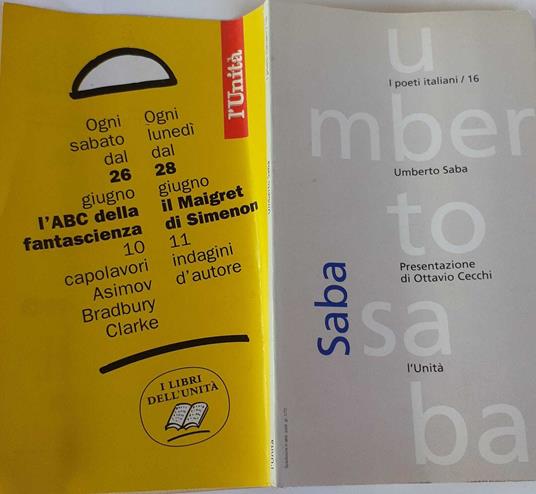 l'Unità
Ogni
sabato
dal
26
giugno
l'ABC della
fantascienza
10
capolavori
Asimov
Bradbury
Clarke
Ogni
lunedì
dal
28
giugno
il Maigret
di Simenon
11
indagini
d'autore
I LIBRI
DELL'UNITÀ
Umberto Saba
l'Unità
u
mber
to
sa
ba
I poeti italiani / 16
Umberto Saba
Presentazione
di Ottavio Cecchi
l'Unità
Saba